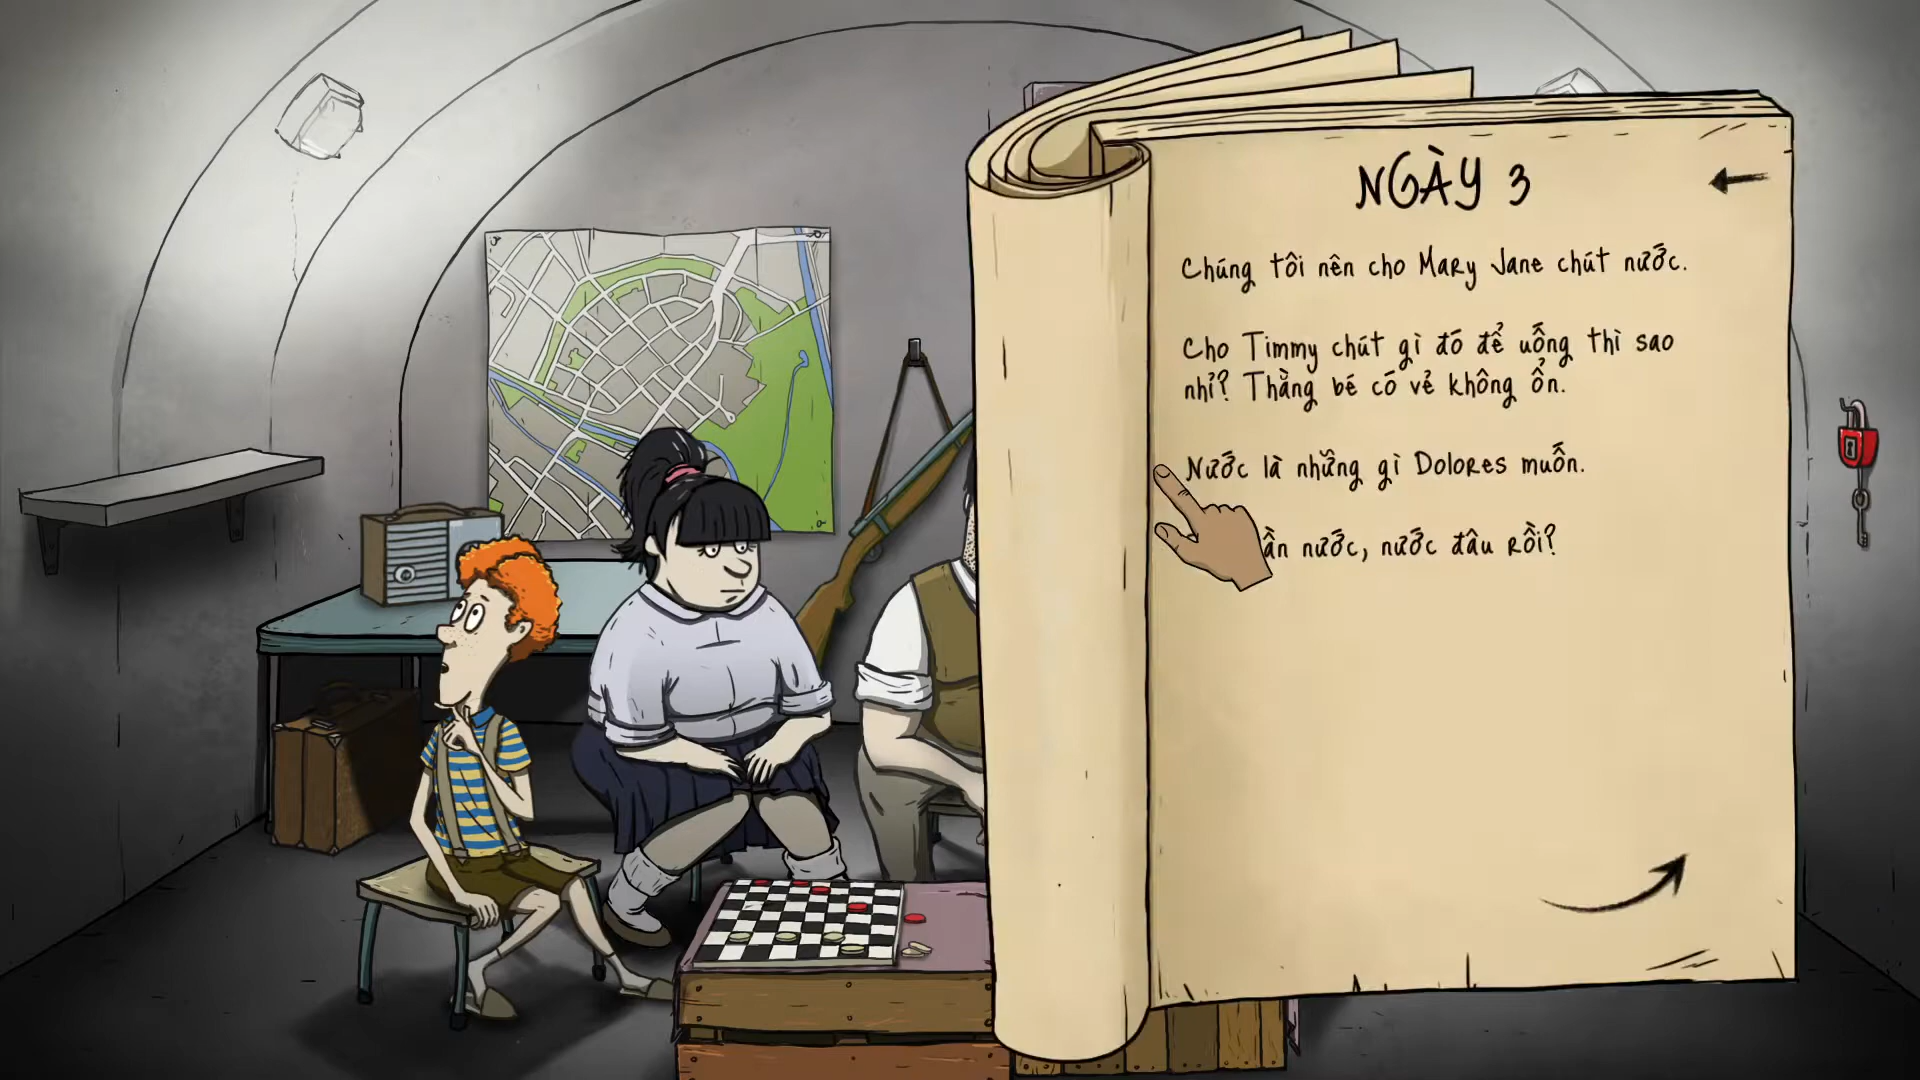 NGÀY 3
Chúng tôi nên cho Mary Jane chút nước.
Cho Timmy chút gì đó để uống thì sao
nhỉ? Thằng bé có vẻ không ổn.
Nước là những gì Dolores muốn.
nước, nước đâu rồi?